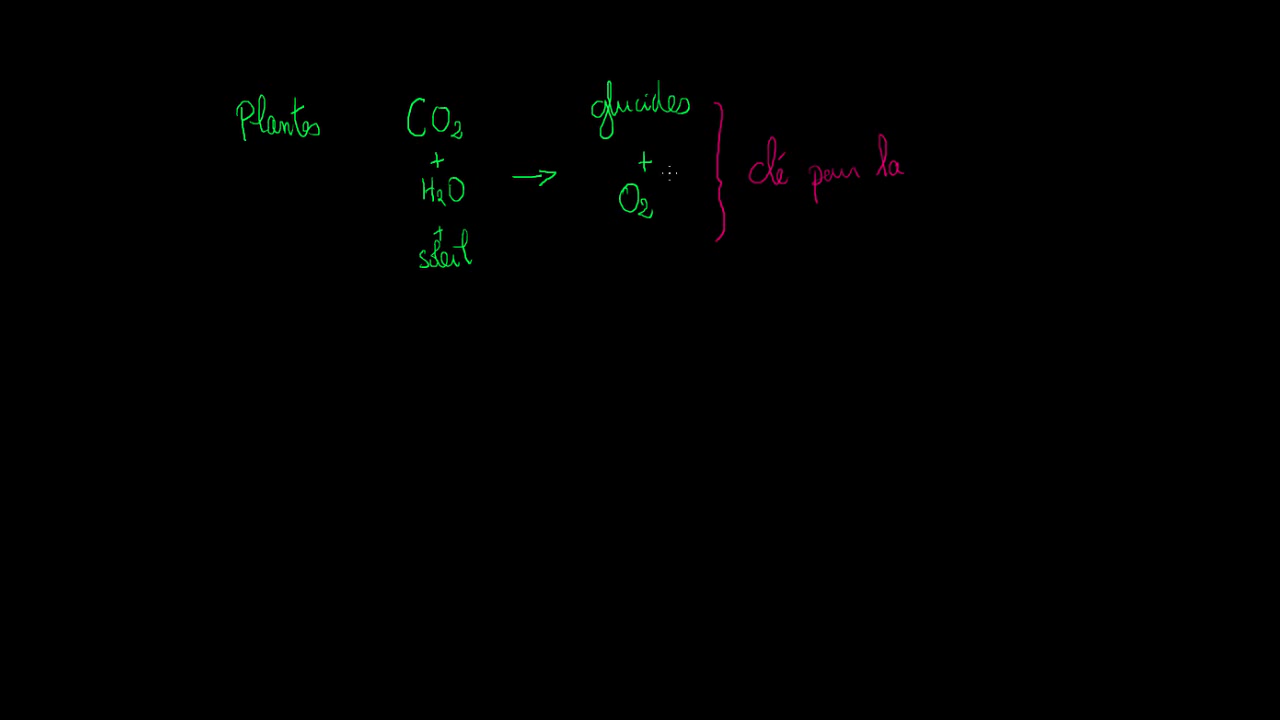 Plantes CO2 glucides
+ +
H2O → O2 } clé pour la
+
soleil